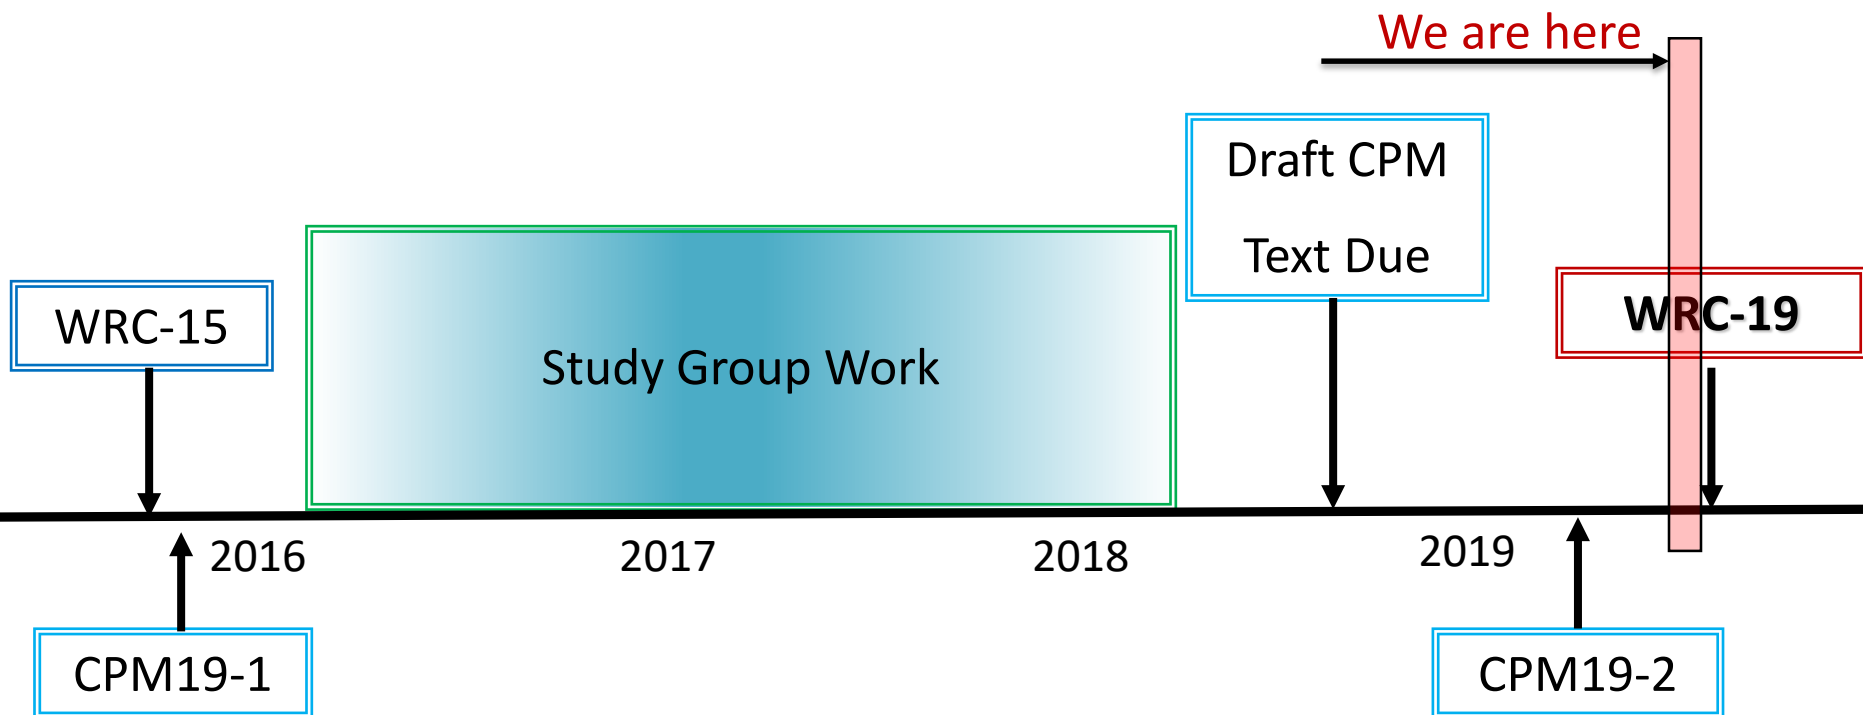 We are here
Draft CPM
Text Due
WRC-15
Study Group Work
WRC-19
2016
2017
2018
2019
CPM19-1
CPM19-2